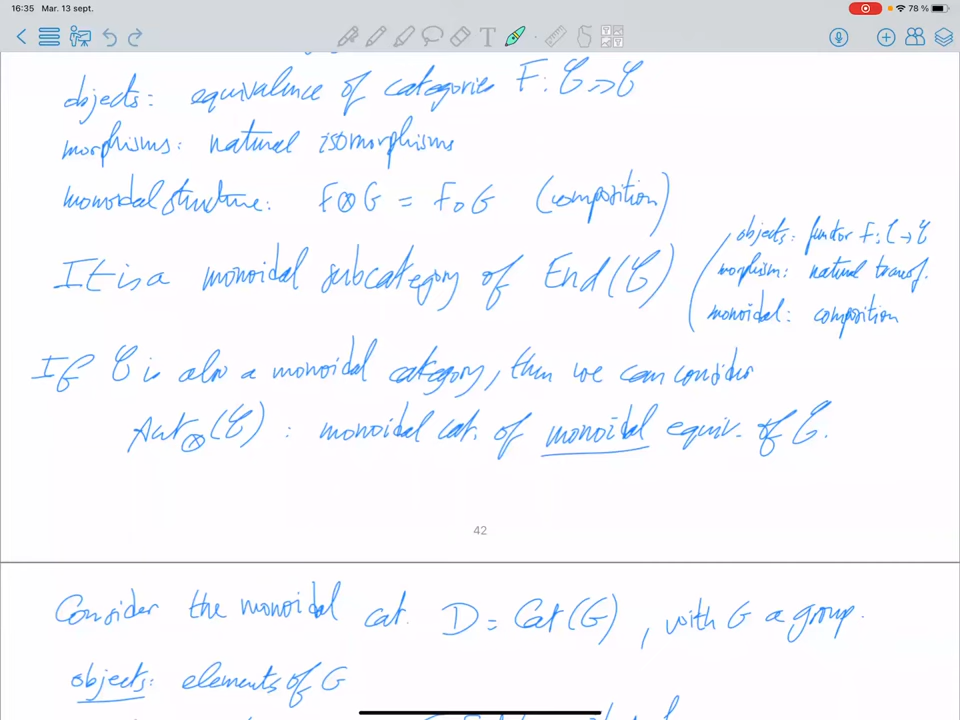 16:35 Mar. 13 sept.
78 %
objects: equivalence of categories F: C → C
morphisms: natural isomorphisms
monoidal structure: F⊗G = F∘G (composition)
It is a monoidal subcategory of End(C)
objects: functor F: C → C
morphism: natural transf.
monoidal: composition
If C is also a monoidal category, then we can consider
Aut⊗(C): monoidal cat. of monoidal equiv. of C.
42
Consider the monoidal cat. D = Cat(G), with G a group.
objects: elements of G